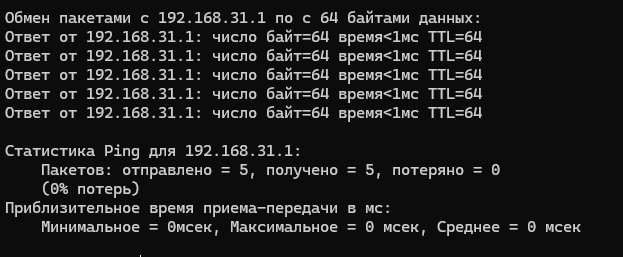 Обмен пакетами с 192.168.31.1 по с 64 байтами данных:
Ответ от 192.168.31.1: число байт=64 время<1мс TTL=64
Ответ от 192.168.31.1: число байт=64 время<1мс TTL=64
Ответ от 192.168.31.1: число байт=64 время<1мс TTL=64
Ответ от 192.168.31.1: число байт=64 время<1мс TTL=64
Ответ от 192.168.31.1: число байт=64 время<1мс TTL=64
Статистика Ping для 192.168.31.1:
Пакетов: отправлено = 5, получено = 5, потеряно = 0
(0% потерь)
Приблизительное время приема-передачи в мс:
Минимальное = 0мсек, Максимальное = 0 мсек, Среднее = 0 мсек